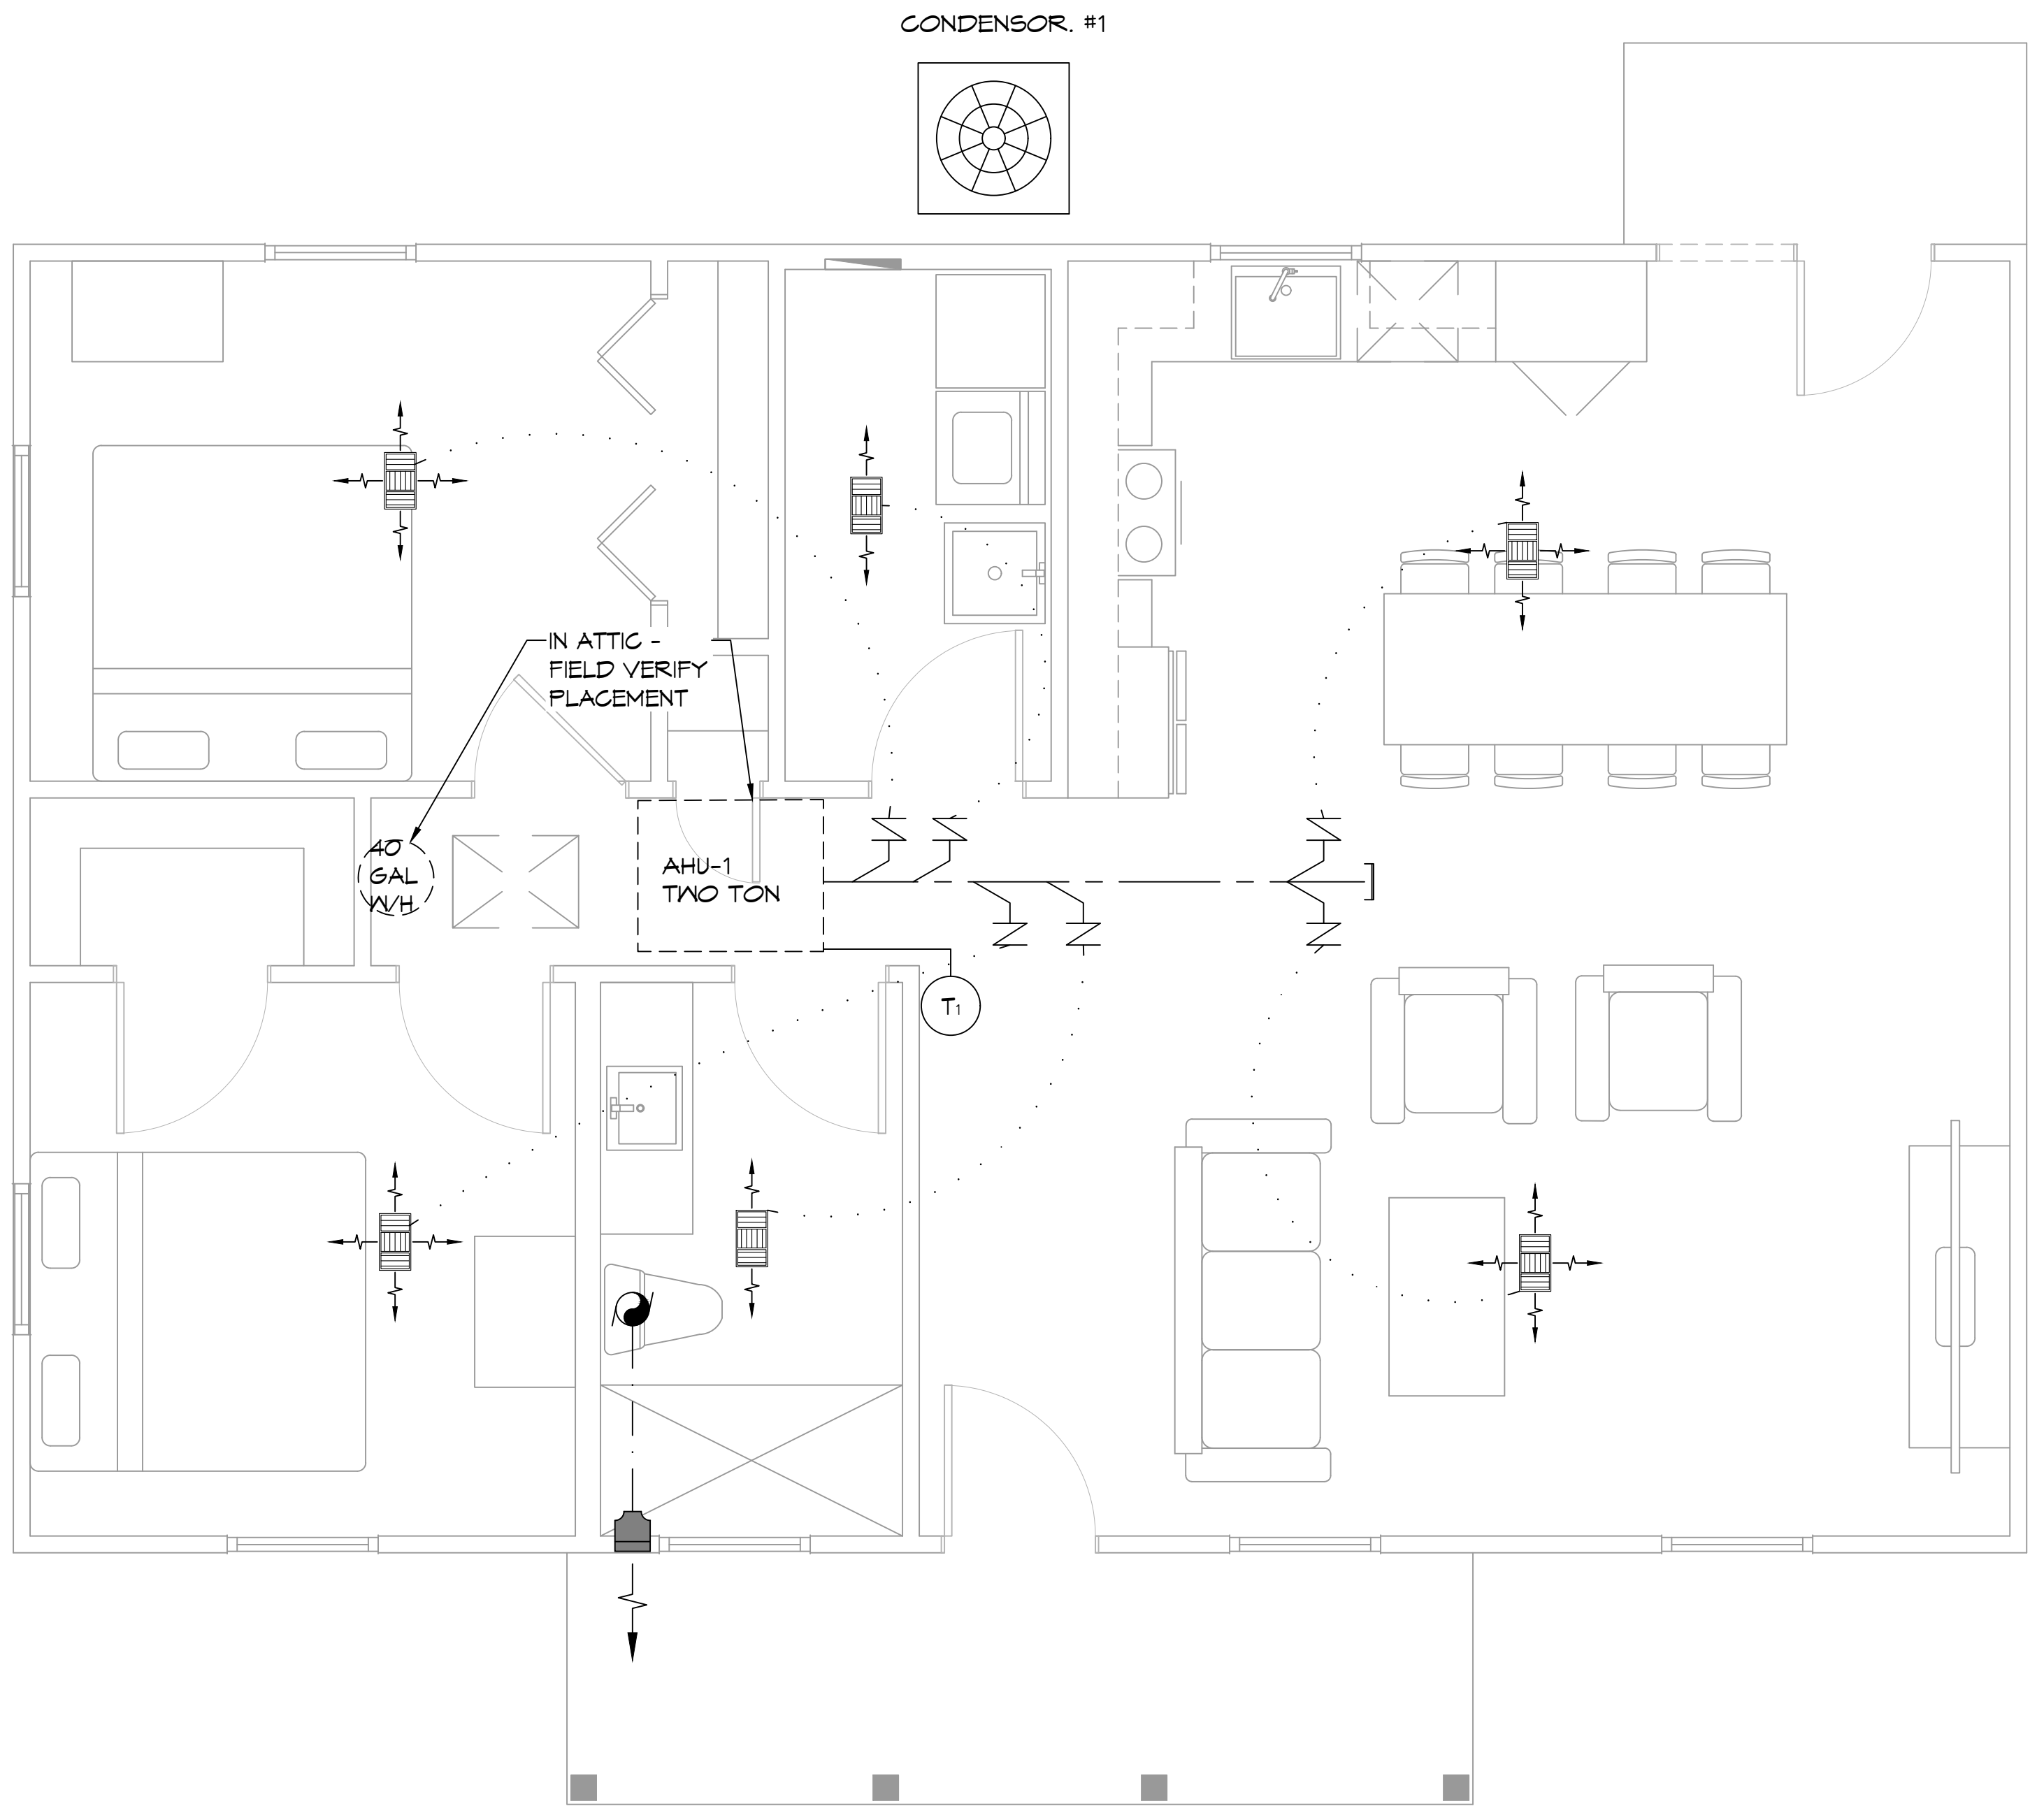 CONDENSOR. #1
IN ATTIC -
FIELD VERIFY
PLACEMENT
40
GAL
W/H
AHU-1
TWO TON
T1